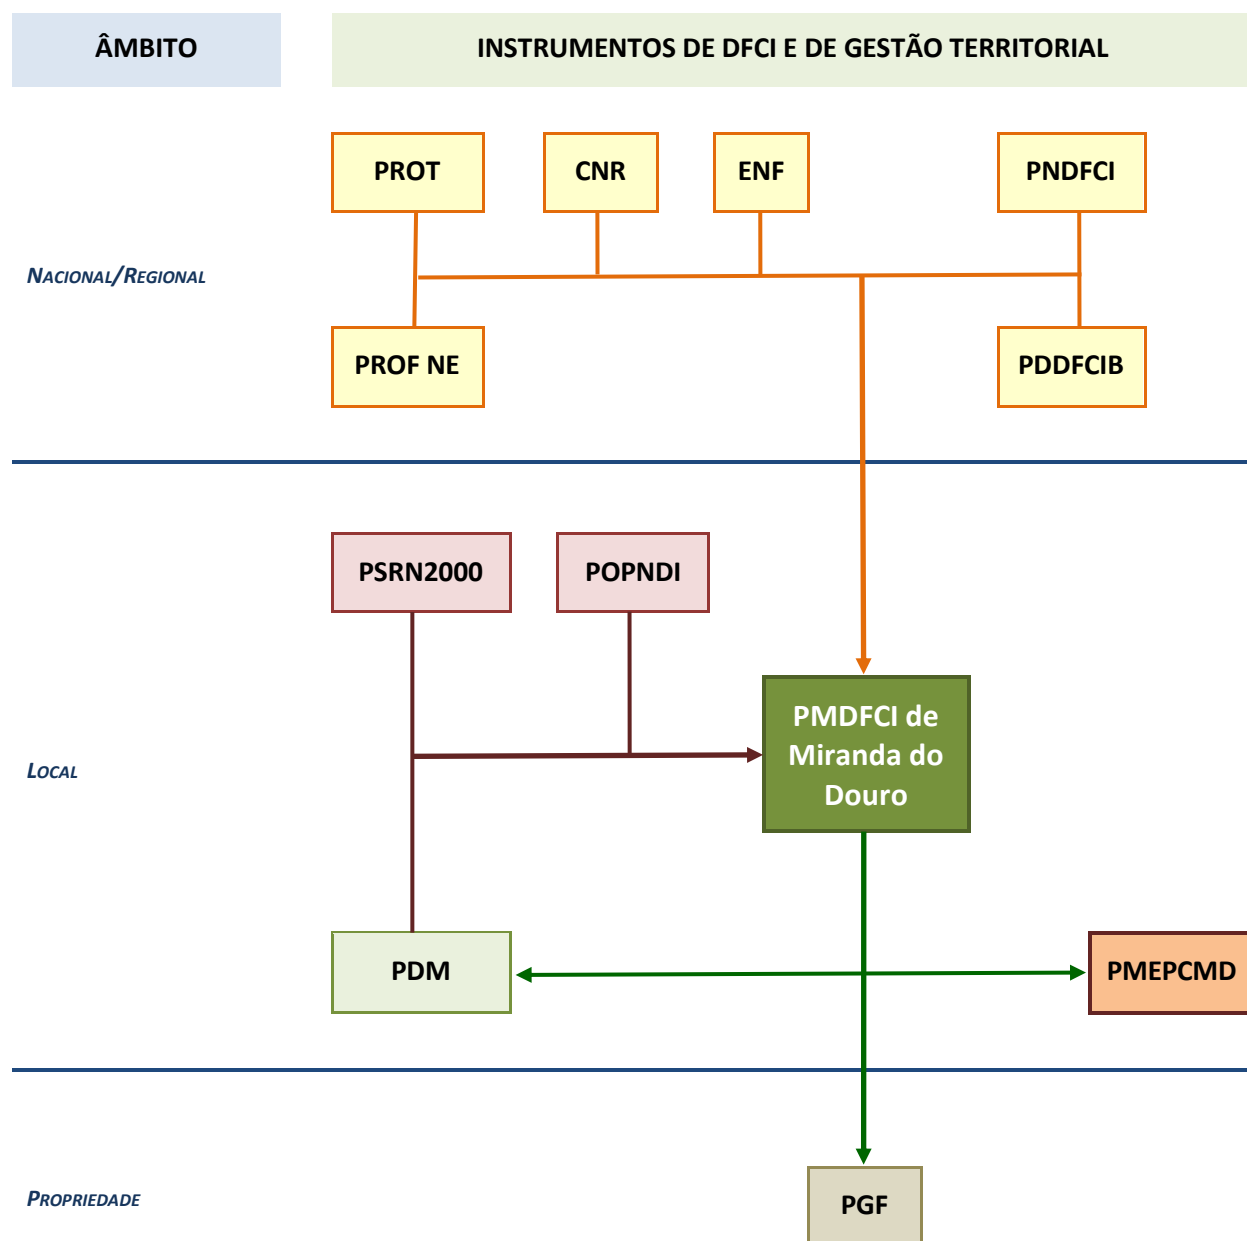 ÂMBITO
INSTRUMENTOS DE DFCI E DE GESTÃO TERRITORIAL
PROT
CNR
ENF
PNDFCI
NACIONAL/REGIONAL
PROF NE
PDDFCIB
PSRN2000
POPNDI
PMDFCI de
Miranda do
Douro
LOCAL
PDM
PMEPCMD
PROPRIEDADE
PGF